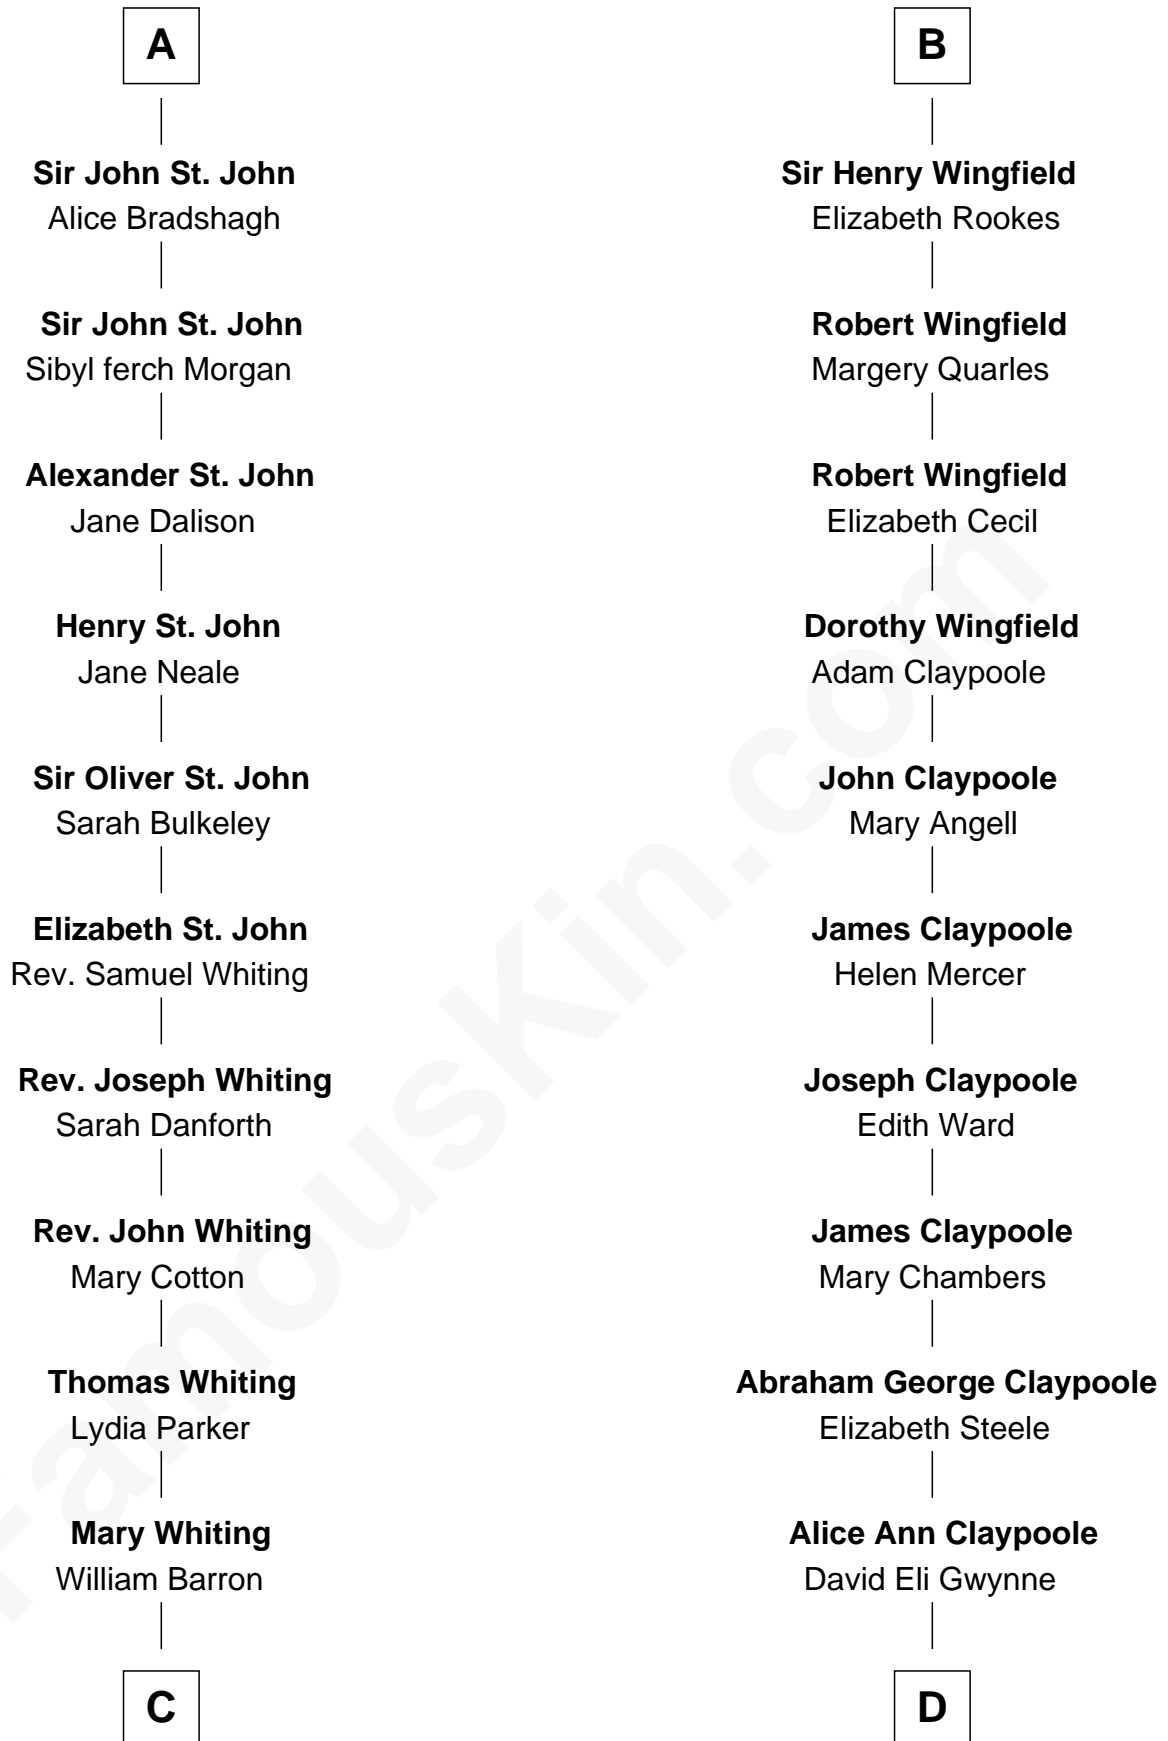 A
Sir John St. John
Alice Bradshagh
Sir John St. John
Sibyl ferch Morgan
Alexander St. John
Jane Dalison
Henry St. John
Jane Neale
Sir Oliver St. John
Sarah Bulkeley
Elizabeth St. John
Rev. Samuel Whiting
Rev. Joseph Whiting
Sarah Danforth
Rev. John Whiting
Mary Cotton
Thomas Whiting
Lydia Parker
Mary Whiting
William Barron
C
B
Sir Henry Wingfield
Elizabeth Rookes
Robert Wingfield
Margery Quarles
Robert Wingfield
Elizabeth Cecil
Dorothy Wingfield
Adam Claypoole
John Claypoole
Mary Angell
James Claypoole
Helen Mercer
Joseph Claypoole
Edith Ward
James Claypoole
Mary Chambers
Abraham George Claypoole
Elizabeth Steele
Alice Ann Claypoole
David Eli Gwynne
D
FamousKin.com